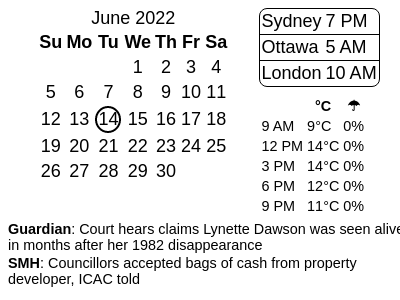 June 2022
Su Mo Tu We Th Fr Sa
1 2 3 4
5 6 7 8 9 10 11
12 13 14 15 16 17 18
19 20 21 22 23 24 25
26 27 28 29 30
Sydney 7 PM
Ottawa 5 AM
London 10 AM
°C ☂
9 AM 9°C 0%
12 PM 14°C 0%
3 PM 14°C 0%
6 PM 12°C 0%
9 PM 11°C 0%
Guardian: Court hears claims Lynette Dawson was seen alive
in months after her 1982 disappearance
SMH: Councillors accepted bags of cash from property
developer, ICAC told